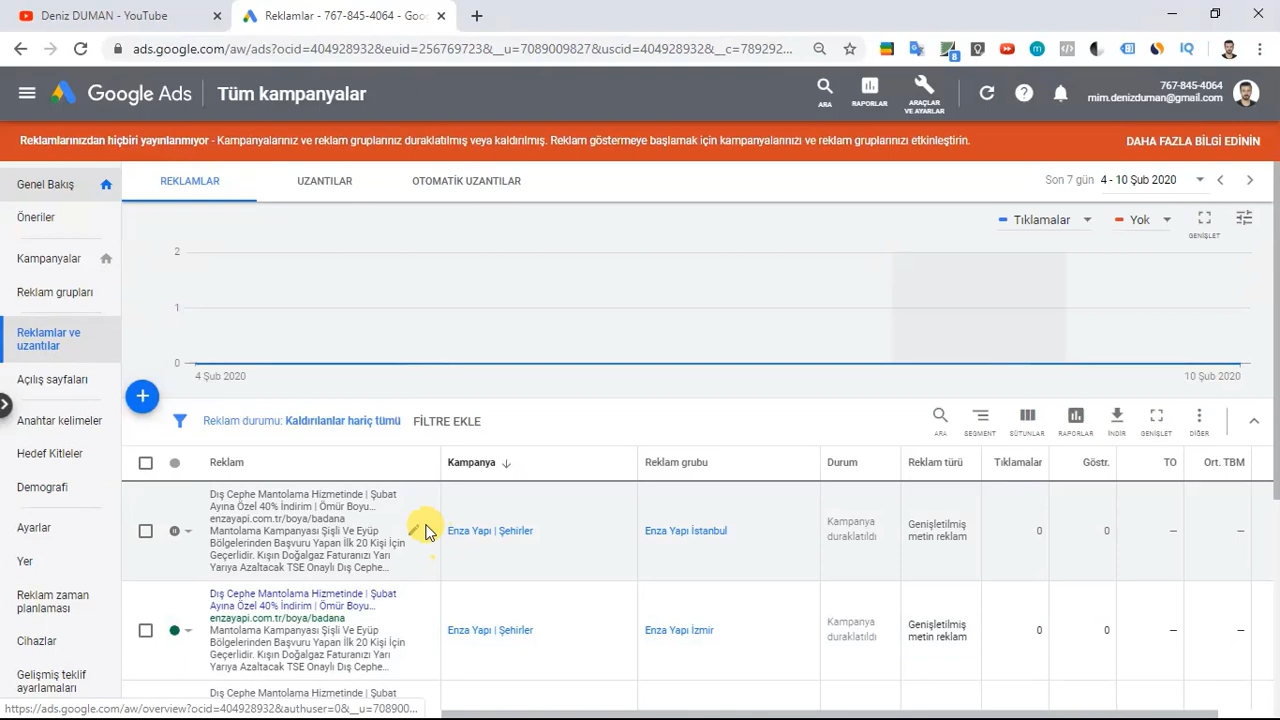 Deniz DUMAN - YouTube
Reklamlar - 767-845-4064 - Goo
ads.google.com/aw/ads?ocid=404928932&euid=256769723&__u=7089009827&uscid=404928932&__c=789292...
8
IQ
Google Ads
Tüm kampanyalar
ARA
RAPORLAR
ARAÇLAR
VE AYARLAR
767-845-4064
mim.denizduman@gmail.com
Reklamlarınızdan hiçbiri yayınlanmıyor - Kampanyalarınız ve reklam gruplarınız duraklatılmış veya kaldırılmış. Reklam göstermeye başlamak için kampanyalarınızı ve reklam gruplarınızı etkinleştirin.
DAHA FAZLA BİLGİ EDİNİN
Genel Bakış
Öneriler
Kampanyalar
Reklam grupları
Reklamlar ve
uzantılar
Açılış sayfaları
Anahtar kelimeler
Hedef Kitleler
Demografi
Ayarlar
Yer
Reklam zaman
planlaması
Cihazlar
Gelişmiş teklif
ayarlamaları
REKLAMLAR
UZANTILAR
OTOMATİK UZANTILAR
Son 7 gün
4 - 10 Şub 2020
Tıklamalar
Yok
GENİŞLET
2
1
0
4 Şub 2020
10 Şub 2020
Reklam durumu: Kaldırılanlar hariç tümü
FİLTRE EKLE
ARA
SEGMENT
SÜTUNLAR
RAPORLAR
İNDİR
GENİŞLET
DİĞER
Reklam
Kampanya
Reklam grubu
Durum
Reklam türü
Tıklamalar
Göstr.
TO
Ort. TBM
Dış Cephe Mantolama Hizmetinde | Şubat
Ayına Özel 40% İndirim | Ömür Boyu...
enzayapi.com.tr/boya/badana
Mantolama Kampanyası Şişli Ve Eyüp
Bölgelerinden Başvuru Yapan İlk 20 Kişi İçin
Geçerlidir. Kışın Doğalgaz Faturanızı Yarı
Yarıya Azaltacak TSE Onaylı Dış Cephe...
Enza Yapı | Şehirler
Enza Yapı İstanbul
Kampanya
duraklatıldı
Genişletilmiş
metin reklam
0
0
—
—
Dış Cephe Mantolama Hizmetinde | Şubat
Ayına Özel 40% İndirim | Ömür Boyu...
enzayapi.com.tr/boya/badana
Mantolama Kampanyası Şişli Ve Eyüp
Bölgelerinden Başvuru Yapan İlk 20 Kişi İçin
Geçerlidir. Kışın Doğalgaz Faturanızı Yarı
Yarıya Azaltacak TSE Onaylı Dış Cephe...
Enza Yapı | Şehirler
Enza Yapı İzmir
Kampanya
duraklatıldı
Genişletilmiş
metin reklam
0
0
—
—
Dış Cephe Mantolama Hizmetinde | Şubat
https://ads.google.com/aw/overview?ocid=404928932&authuser=0&__u=708900...